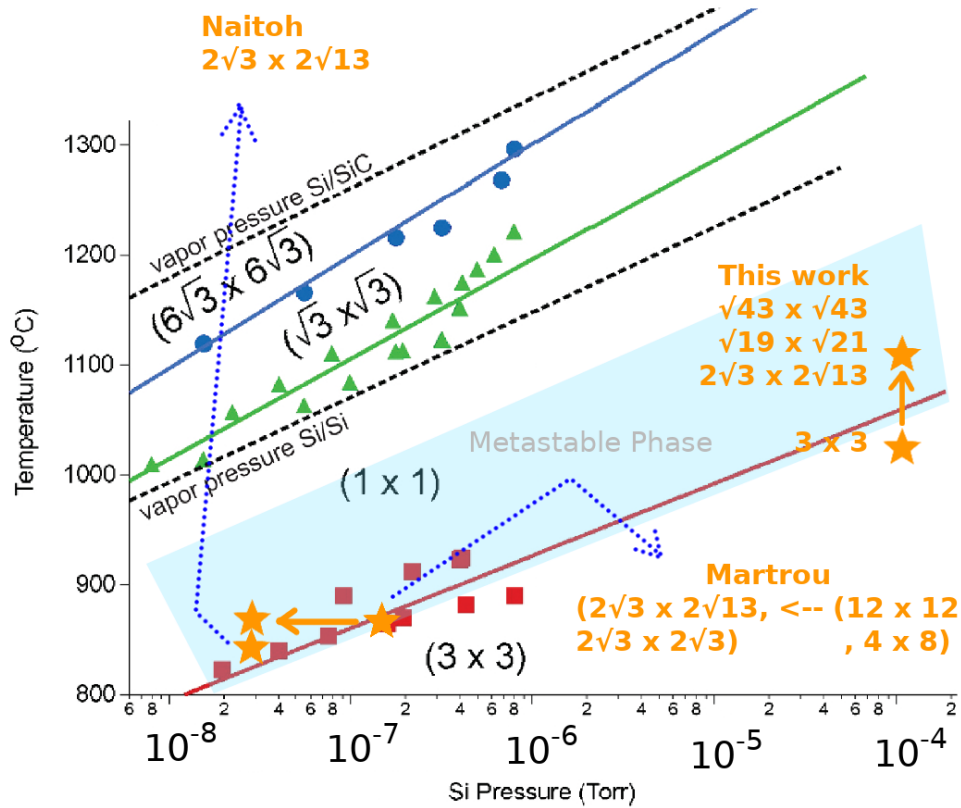 Naitoh
2√3 x 2√13
1300
1200
1100
1000
900
800
Temperature (ºC)
vapor pressure Si/SiC
(6√3 x 6√3)
(√3 x√3)
vapor pressure Si/Si
This work
√43 x √43
√19 x √21
2√3 x 2√13
3 x 3
Metastable Phase
(1 x 1)
Martrou
(2√3 x 2√13, <-- (12 x 12
2√3 x 2√3) , 4 x 8)
(3 x 3)
6 8 2 4 6 8 2 4 6 8 2 4 6 8 2 4 6 8 2
10⁻⁸ 10⁻⁷ 10⁻⁶ 10⁻⁵ 10⁻⁴
Si Pressure (Torr)